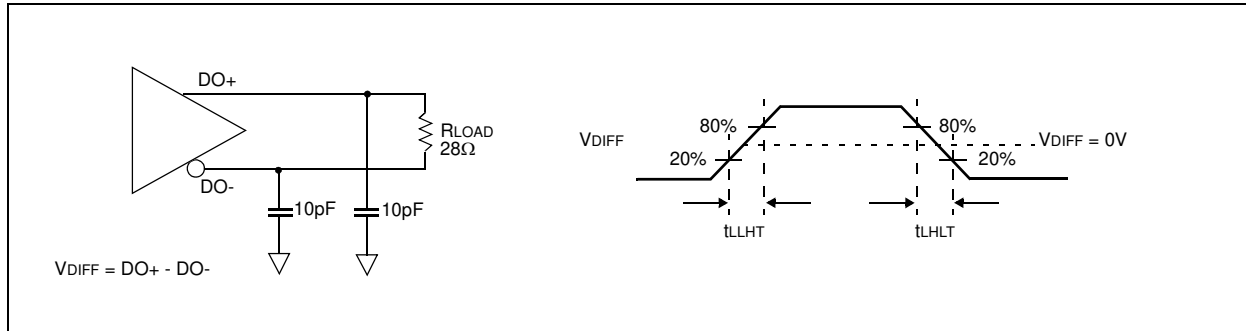 DO+
RLOAD
28Ω
DO-
10pF
10pF
VDIFF = DO+ - DO-
VDIFF
80%
80%
VDIFF = 0V
20%
20%
tLLHT
tLHLT